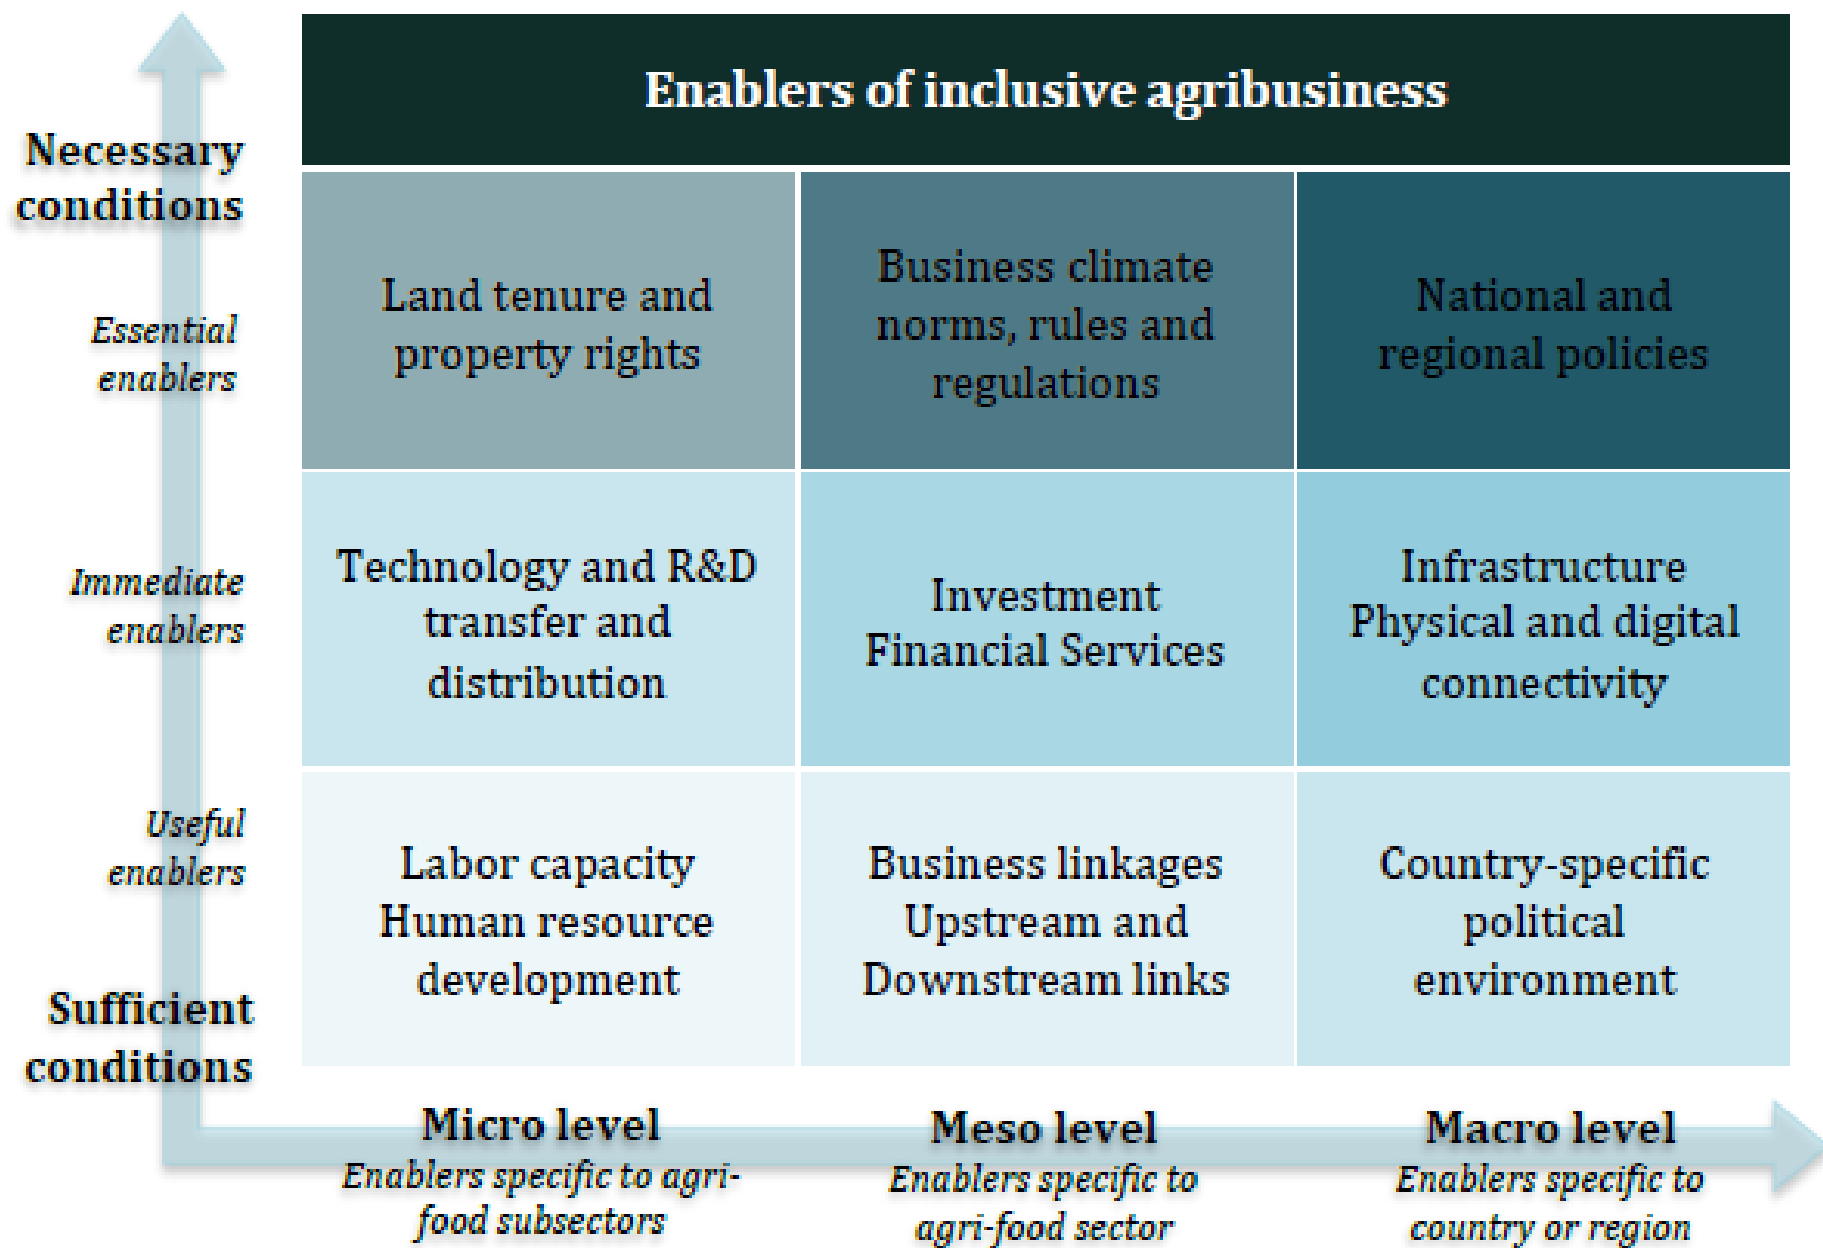 Enablers of inclusive agribusiness
Necessary
conditions
Essential
enablers
Land tenure and
property rights
Business climate
norms, rules and
regulations
National and
regional policies
Immediate
enablers
Technology and R&D
transfer and
distribution
Investment
Financial Services
Infrastructure
Physical and digital
connectivity
Useful
enablers
Labor capacity
Human resource
development
Business linkages
Upstream and
Downstream links
Country-specific
political
environment
Sufficient
conditions
Micro level
Enablers specific to agri-
food subsectors
Meso level
Enablers specific to
agri-food sector
Macro level
Enablers specific to
country or region